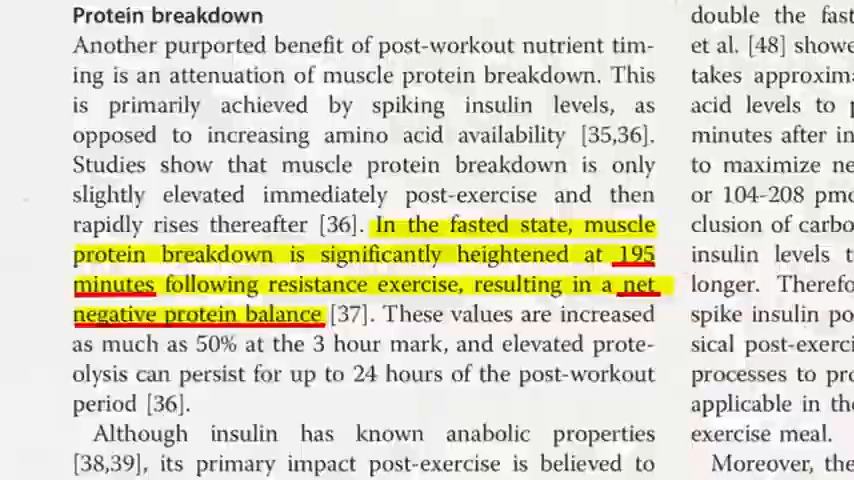 Protein breakdown
Another purported benefit of post-workout nutrient tim-
ing is an attenuation of muscle protein breakdown. This
is primarily achieved by spiking insulin levels, as
opposed to increasing amino acid availability [35,36].
Studies show that muscle protein breakdown is only
slightly elevated immediately post-exercise and then
rapidly rises thereafter [36]. In the fasted state, muscle
protein breakdown is significantly heightened at 195
minutes following resistance exercise, resulting in a net
negative protein balance [37]. These values are increased
as much as 50% at the 3 hour mark, and elevated prote-
olysis can persist for up to 24 hours of the post-workout
period [36].
Although insulin has known anabolic properties
[38,39], its primary impact post-exercise is believed to
double the fast
et al. [48] showe
takes approxim
acid levels to
minutes after in
to maximize ne
or 104-208 pmo
clusion of carbo
insulin levels t
longer. Therefo
spike insulin po
sical post-exerci
processes to pro
applicable in the
exercise meal.
Moreover, the